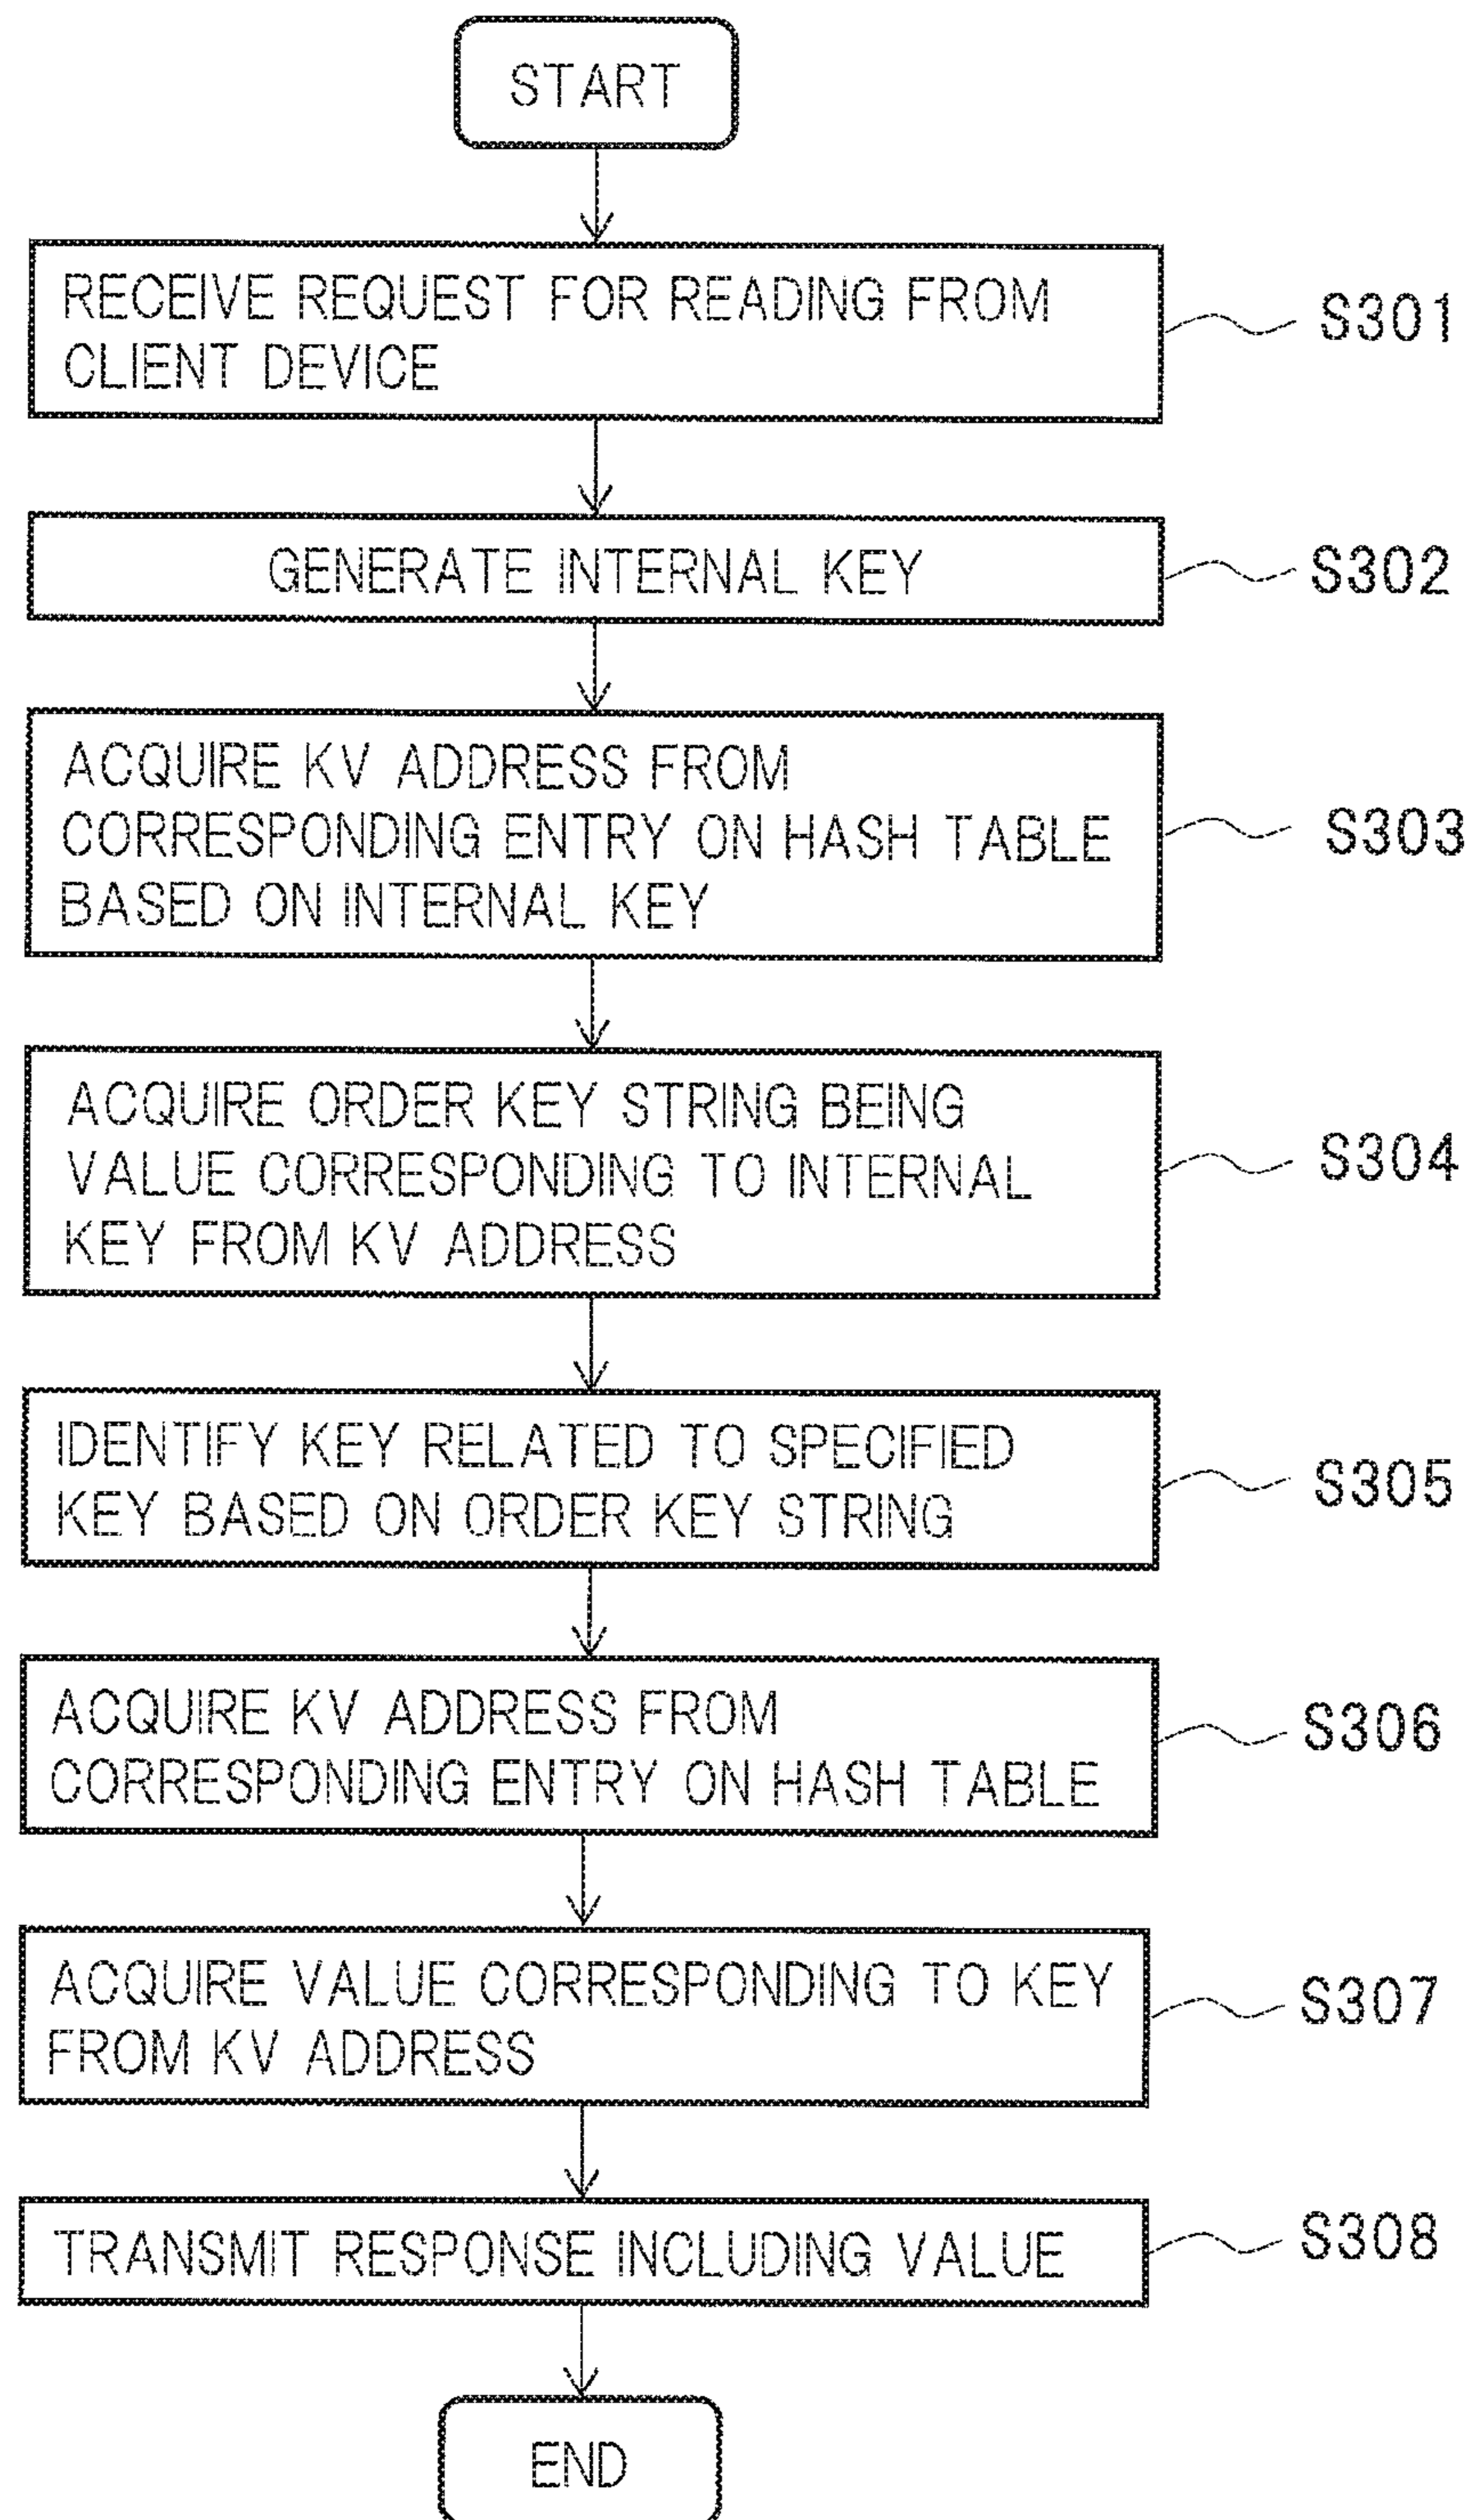 START
RECEIVE REQUEST FOR READING FROM
CLIENT DEVICE
S301
GENERATE INTERNAL KEY
S302
ACQUIRE KV ADDRESS FROM
CORRESPONDING ENTRY ON HASH TABLE
BASED ON INTERNAL KEY
S303
ACQUIRE ORDER KEY STRING BEING
VALUE CORRESPONDING TO INTERNAL
KEY FROM KV ADDRESS
S304
IDENTIFY KEY RELATED TO SPECIFIED
KEY BASED ON ORDER KEY STRING
S305
ACQUIRE KV ADDRESS FROM
CORRESPONDING ENTRY ON HASH TABLE
S306
ACQUIRE VALUE CORRESPONDING TO KEY
FROM KV ADDRESS
S307
TRANSMIT RESPONSE INCLUDING VALUE
S308
END